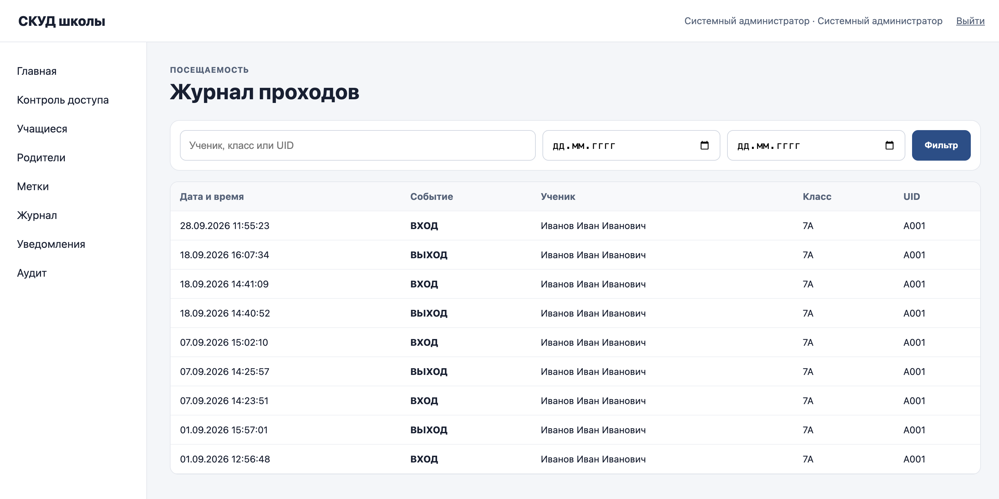 СКУД школы
Системный администратор · Системный администратор Выйти
Главная
Контроль доступа
Учащиеся
Родители
Метки
Журнал
Уведомления
Аудит
ПОСЕЩАЕМОСТЬ
Журнал проходов
Ученик, класс или UID дд.мм.гггг дд.мм.гггг Фильтр
Дата и время Событие Ученик Класс UID
28.09.2026 11:55:23 ВХОД Иванов Иван Иванович 7А A001
18.09.2026 16:07:34 ВЫХОД Иванов Иван Иванович 7А A001
18.09.2026 14:41:09 ВХОД Иванов Иван Иванович 7А A001
18.09.2026 14:40:52 ВЫХОД Иванов Иван Иванович 7А A001
07.09.2026 15:02:10 ВХОД Иванов Иван Иванович 7А A001
07.09.2026 14:25:57 ВЫХОД Иванов Иван Иванович 7А A001
07.09.2026 14:23:51 ВХОД Иванов Иван Иванович 7А A001
01.09.2026 15:57:01 ВЫХОД Иванов Иван Иванович 7А A001
01.09.2026 12:56:48 ВХОД Иванов Иван Иванович 7А A001